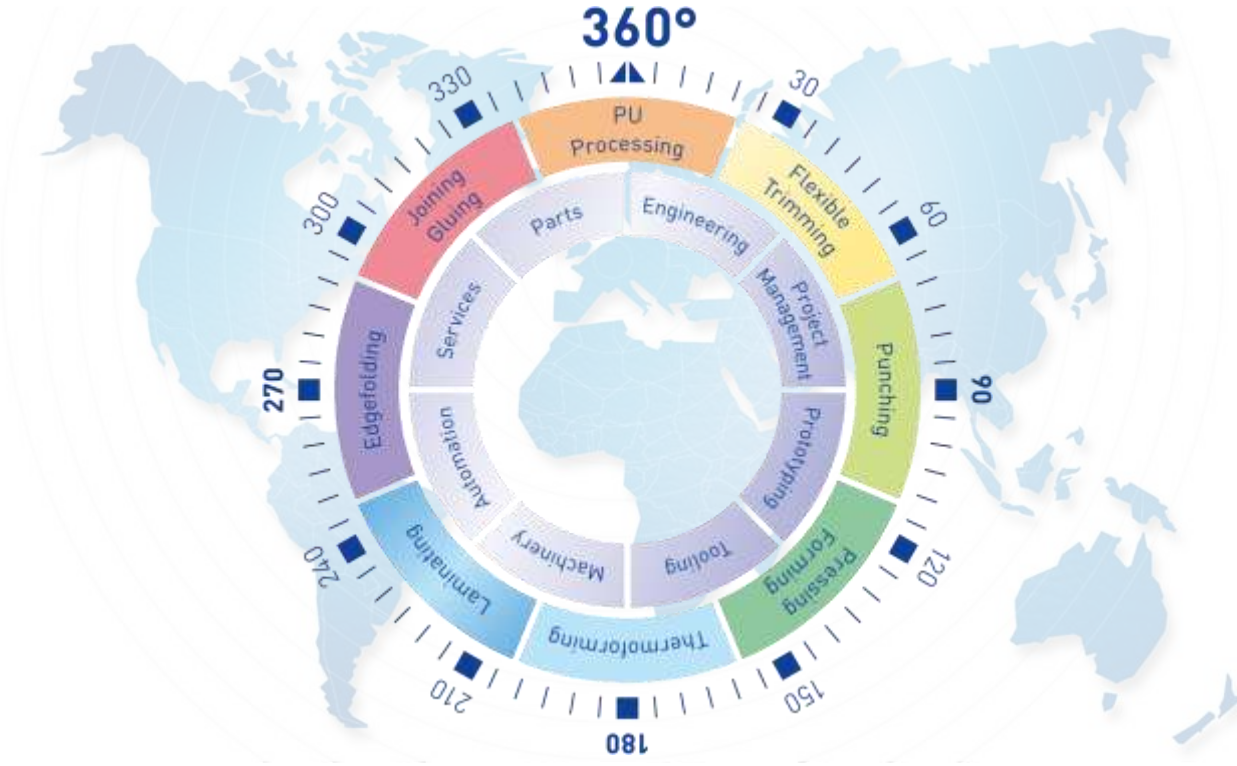 360°
30
60
90
120
150
180
210
240
270
300
330
PU
Processing
Flexible
Trimming
Punching
Pressing
Forming
Thermoforming
Laminating
Edgefolding
Joining
Gluing
Engineering
Project
Management
Prototyping
Tooling
Machinery
Automation
Services
Parts